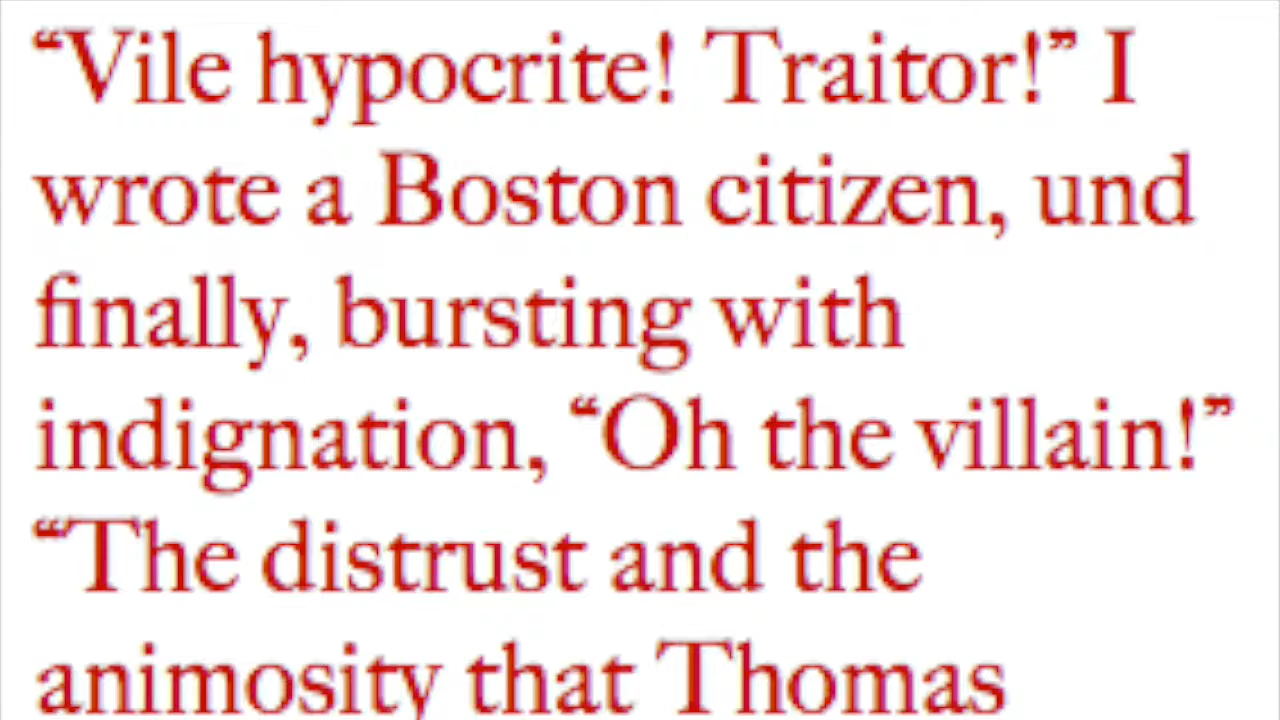 “Vile hypocrite! Traitor!” I
wrote a Boston citizen, und
finally, bursting with
indignation, “Oh the villain!”
“The distrust and the
animosity that Thomas